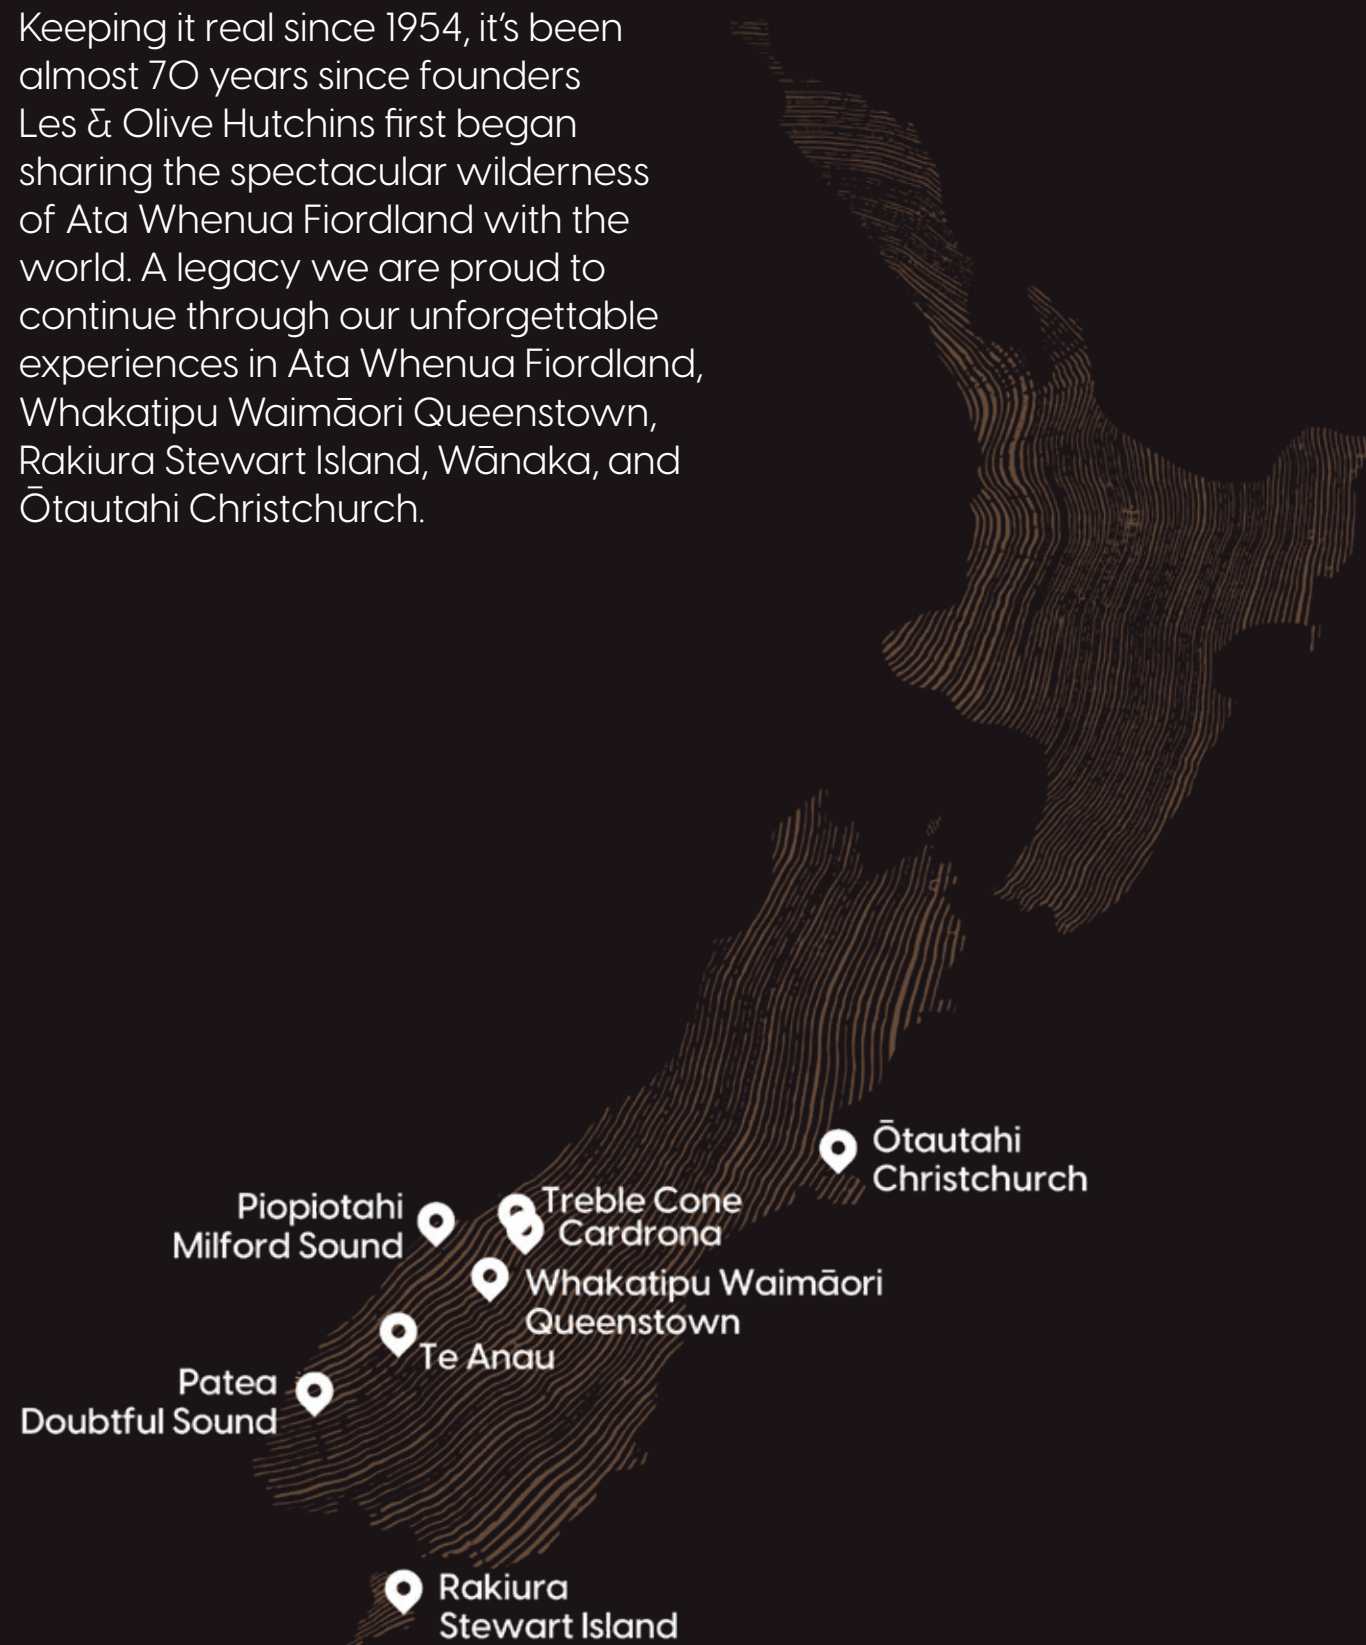 Keeping it real since 1954, it’s been
almost 70 years since founders
Les & Olive Hutchins first began
sharing the spectacular wilderness
of Ata Whenua Fiordland with the
world. A legacy we are proud to
continue through our unforgettable
experiences in Ata Whenua Fiordland,
Whakatipu Waimāori Queenstown,
Rakiura Stewart Island, Wānaka, and
Ōtautahi Christchurch.
Ōtautahi
Christchurch
Piopiotahi
Milford Sound
Treble Cone
Cardrona
Whakatipu Waimāori
Queenstown
Te Anau
Patea
Doubtful Sound
Rakiura
Stewart Island